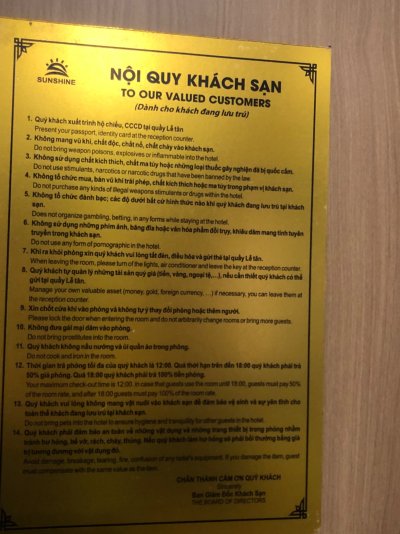 SUNSHINE
NỘI QUY KHÁCH SẠN
TO OUR VALUED CUSTOMERS
(Dành cho khách đang lưu trú)
1. Quý khách xuất trình hộ chiếu, CCCD tại quầy Lễ tân
Present your passport, identity card at the reception counter.
2. Không mang vũ khí, chất độc, chất nổ, chất cháy vào khách sạn.
Do not bring weapon poisons, explosives or inflammable into the hotel.
3. Không sử dụng chất kích thích, chất ma túy hoặc những loại thuốc gây nghiện đã bị quốc cấm.
Do not use stimulants, narcotics or narcotic drugs that have been banned by the law.
4. Không tổ chức mua, bán vũ khí trái phép, chất kích thích hoặc ma túy trong phạm vi khách sạn.
Do not purchase any kinds of illegal weapons stimulants or drugs within the hotel.
5. Không tổ chức đánh bạc; các độ dưới bất cứ hình thức nào khi quý khách đang lưu trú tại khách
sạn.
Does not organize gambling, betting, in any forms while staying at the hotel.
6. Không sử dụng những phim ảnh, băng đĩa hoặc văn hóa phẩm đồi trụy, khiêu dâm mang tính tuyên
truyền trong khách sạn.
Do not use any form of pornographic in the hotel.
7. Khi ra khỏi phòng xin quý khách vui lòng tắt đèn, điều hòa và gửi thẻ tại quầy Lễ tân.
When leaving the room, please turn of the lights, air conditioner and leave the key at the reception counter.
8. Quý khách tự quản lý những tài sản quý giá (tiền, vàng, ngoại tệ,...), nếu cần thiết quý khách có thể
gửi tại quầy Lễ tân.
Manage your own valuable asset (money, gold, foreign currency, ...) if necessary, you can leave them at
the reception counter.
9. Xin chốt cửa khi vào phòng và không tự ý thay đổi phòng hoặc thêm người.
Please lock the door when entering the room and do not arbitrarily change rooms or bring more guests.
10. Không đưa gái mại dâm vào phòng.
Do not bring prostitutes into the room.
11. Quý khách không nấu nướng và ủi quần áo trong phòng.
Do not cook and iron in the room.
12. Thời gian trả phòng tối đa của quý khách là 12:00. Quá thời hạn trên đến 18:00 quý khách phải trả
50% giá phòng. Quá 18:00 quý khách phải trả 100% tiền phòng.
Your maximum check-out time is 12:00. in case that guests use the room until 18:00, guests must pay 50%
of the room rate, and after 18:00 guests must pay 100% of the room rate.
13. Quý khách vui lòng không mang vật nuôi vào khách sạn để đảm bảo vệ sinh và sự yên tĩnh cho
toàn thể khách đang lưu trú tại khách sạn.
Do not bring pets into the hotel to ensure hygiene and tranquility for other guests in the hotel.
14. Quý khách phải đảm bảo an toàn về những vật dụng và những trang thiết bị trong phòng nhằm
tránh hư hỏng, bể vỡ, rách, cháy, thủng. Nếu quý khách làm hư hỏng sẽ phải bồi thường bằng giá
trị tương đương với vật dụng đó.
Avoid damage, breakage, tearing, fire, confusion of any hotel's equipment. If you damage the item, guest
must compensate with the same value as the item.
CHÂN THÀNH CÁM ƠN QUÝ KHÁCH
Sincerely
Ban Giám Đốc Khách Sạn
THE BOARD OF DIRECTORS